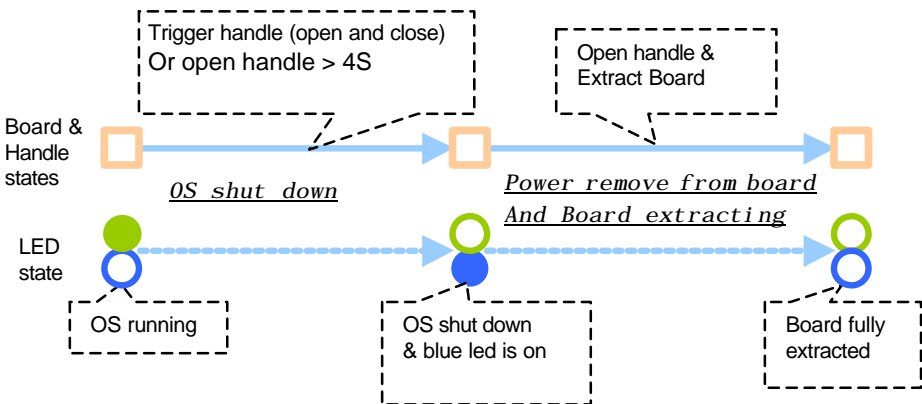 Trigger handle (open and close)
Or open handle > 4S
Open handle &
Extract Board
Board &
Handle
states
OS shut down
Power remove from board
And Board extracting
LED
state
OS running
OS shut down
& blue led is on
Board fully
extracted